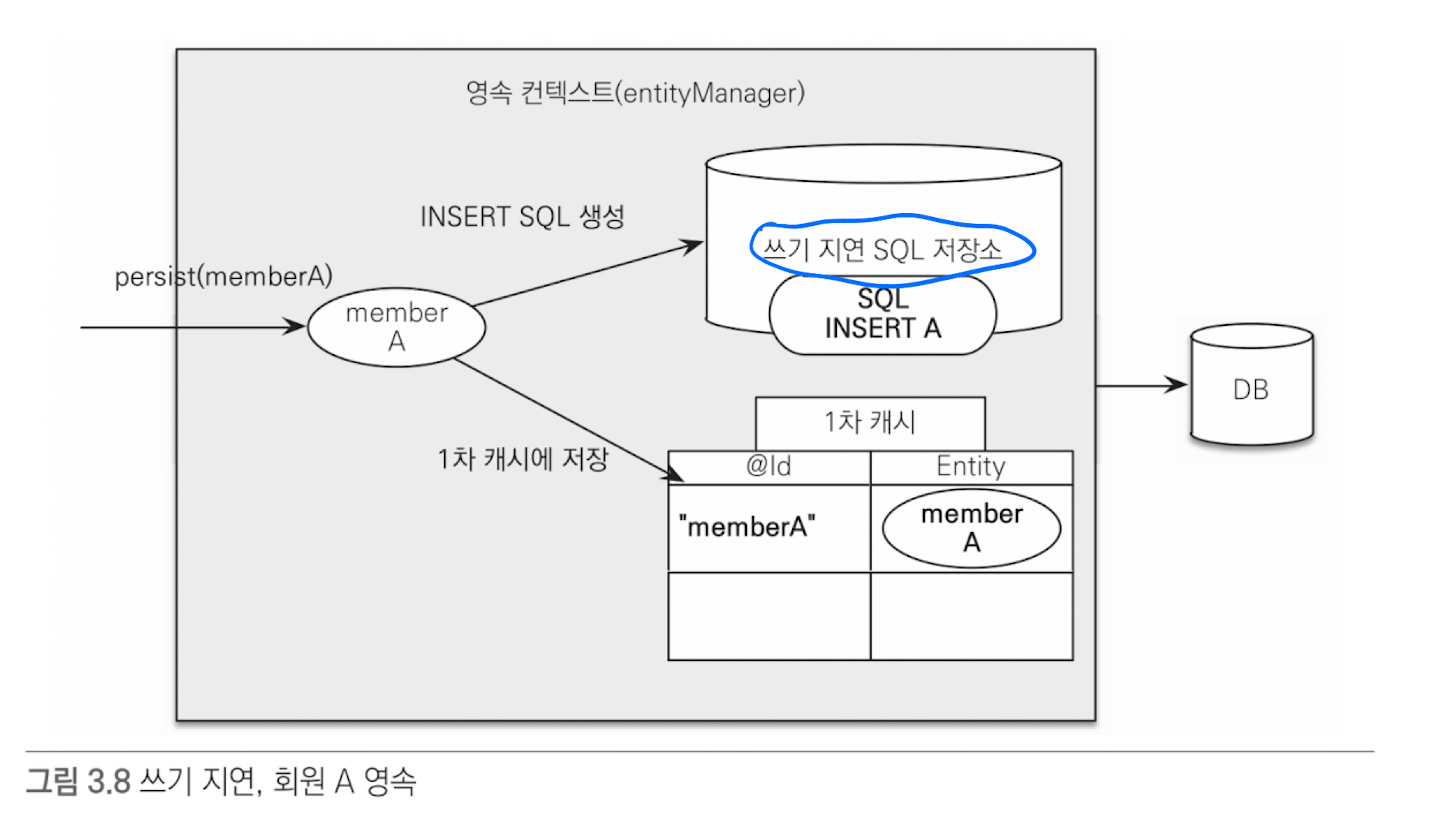 영속 컨텍스트(entityManager)
INSERT SQL 생성
쓰기 지연 SQL 저장소
persist(memberA)
member
A
SQL
INSERT A
DB
1차 캐시
1차 캐시에 저장
@Id
Entity
"memberA"
member
A
그림 3.8 쓰기 지연, 회원 A 영속